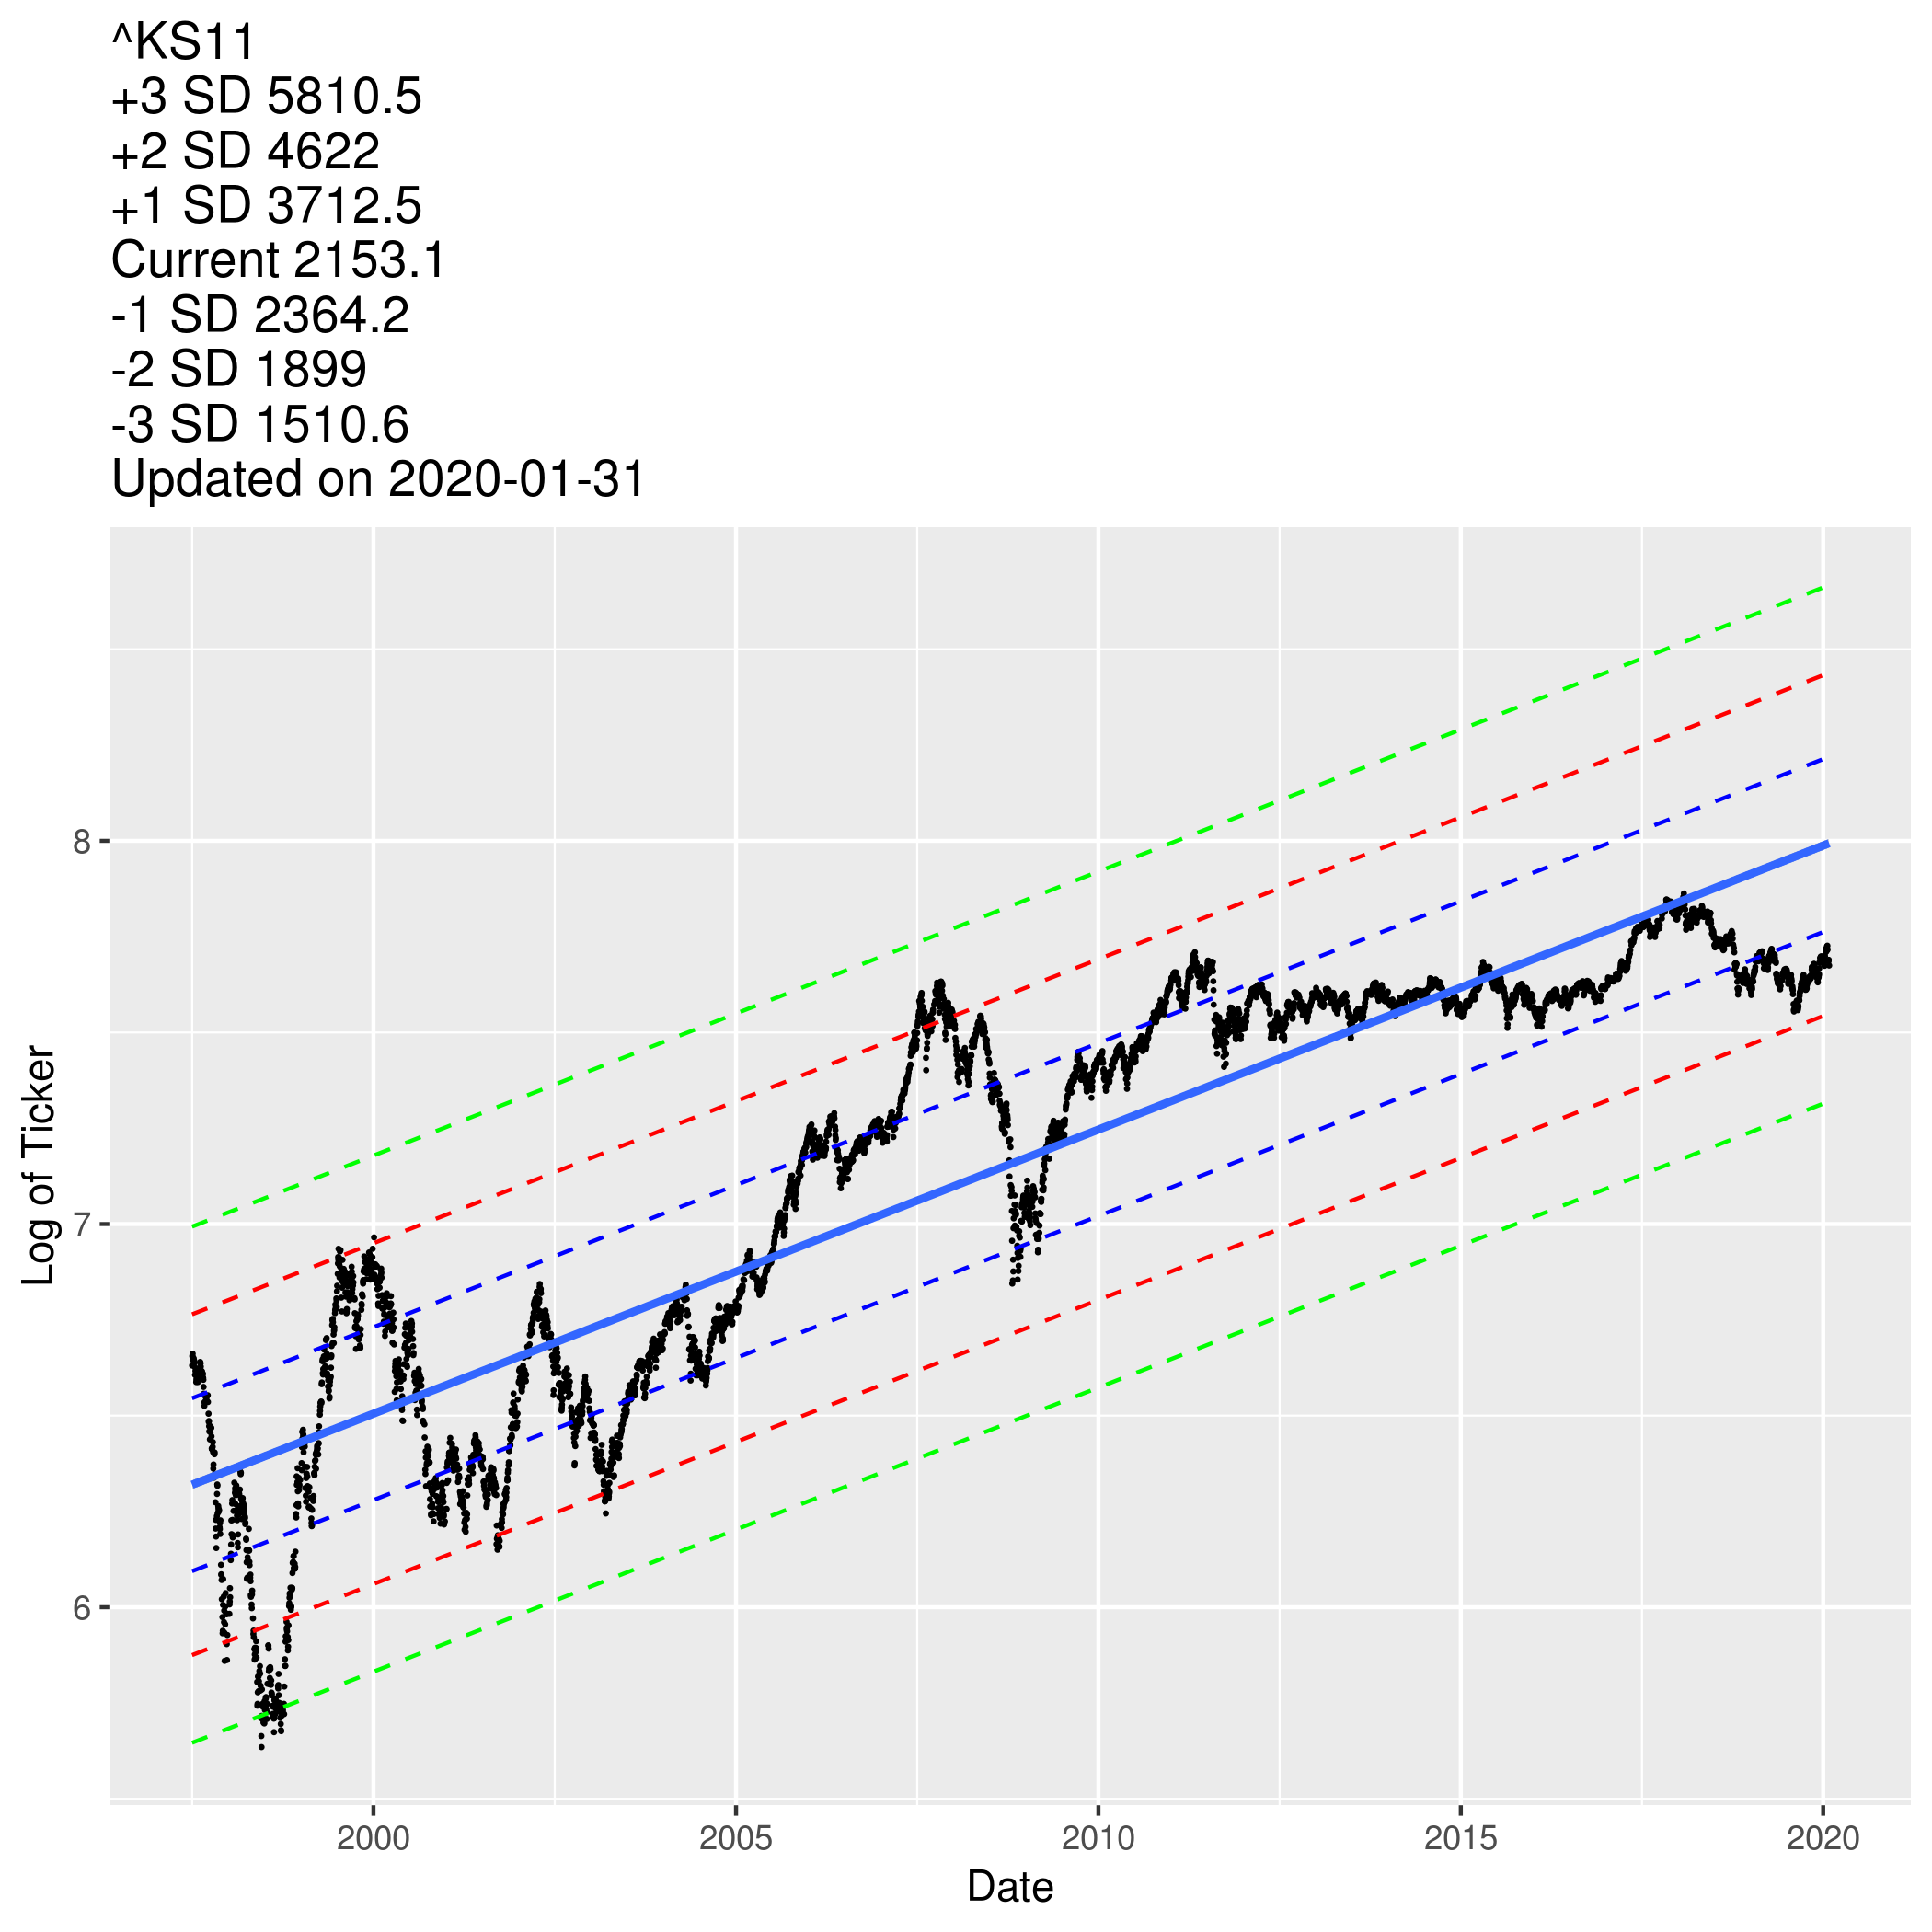 ^KS11
+3 SD 5810.5
+2 SD 4622
+1 SD 3712.5
Current 2153.1
-1 SD 2364.2
-2 SD 1899
-3 SD 1510.6
Updated on 2020-01-31
8
7
6
Log of Ticker
2000 2005 2010 2015 2020
Date